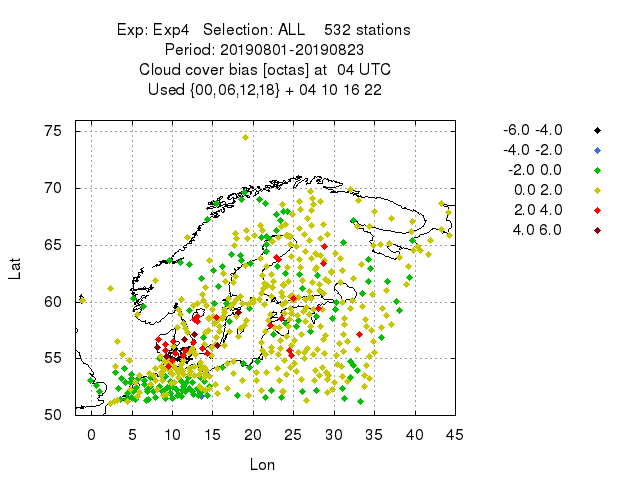 Exp: Exp4 Selection: ALL 532 stations
Period: 20190801-20190823
Cloud cover bias [octas] at 04 UTC
Used {00,06,12,18} + 04 10 16 22
75
70
65
60
55
50
Lat
0 5 10 15 20 25 30 35 40 45
Lon
-6.0 -4.0
-4.0 -2.0
-2.0 0.0
0.0 2.0
2.0 4.0
4.0 6.0